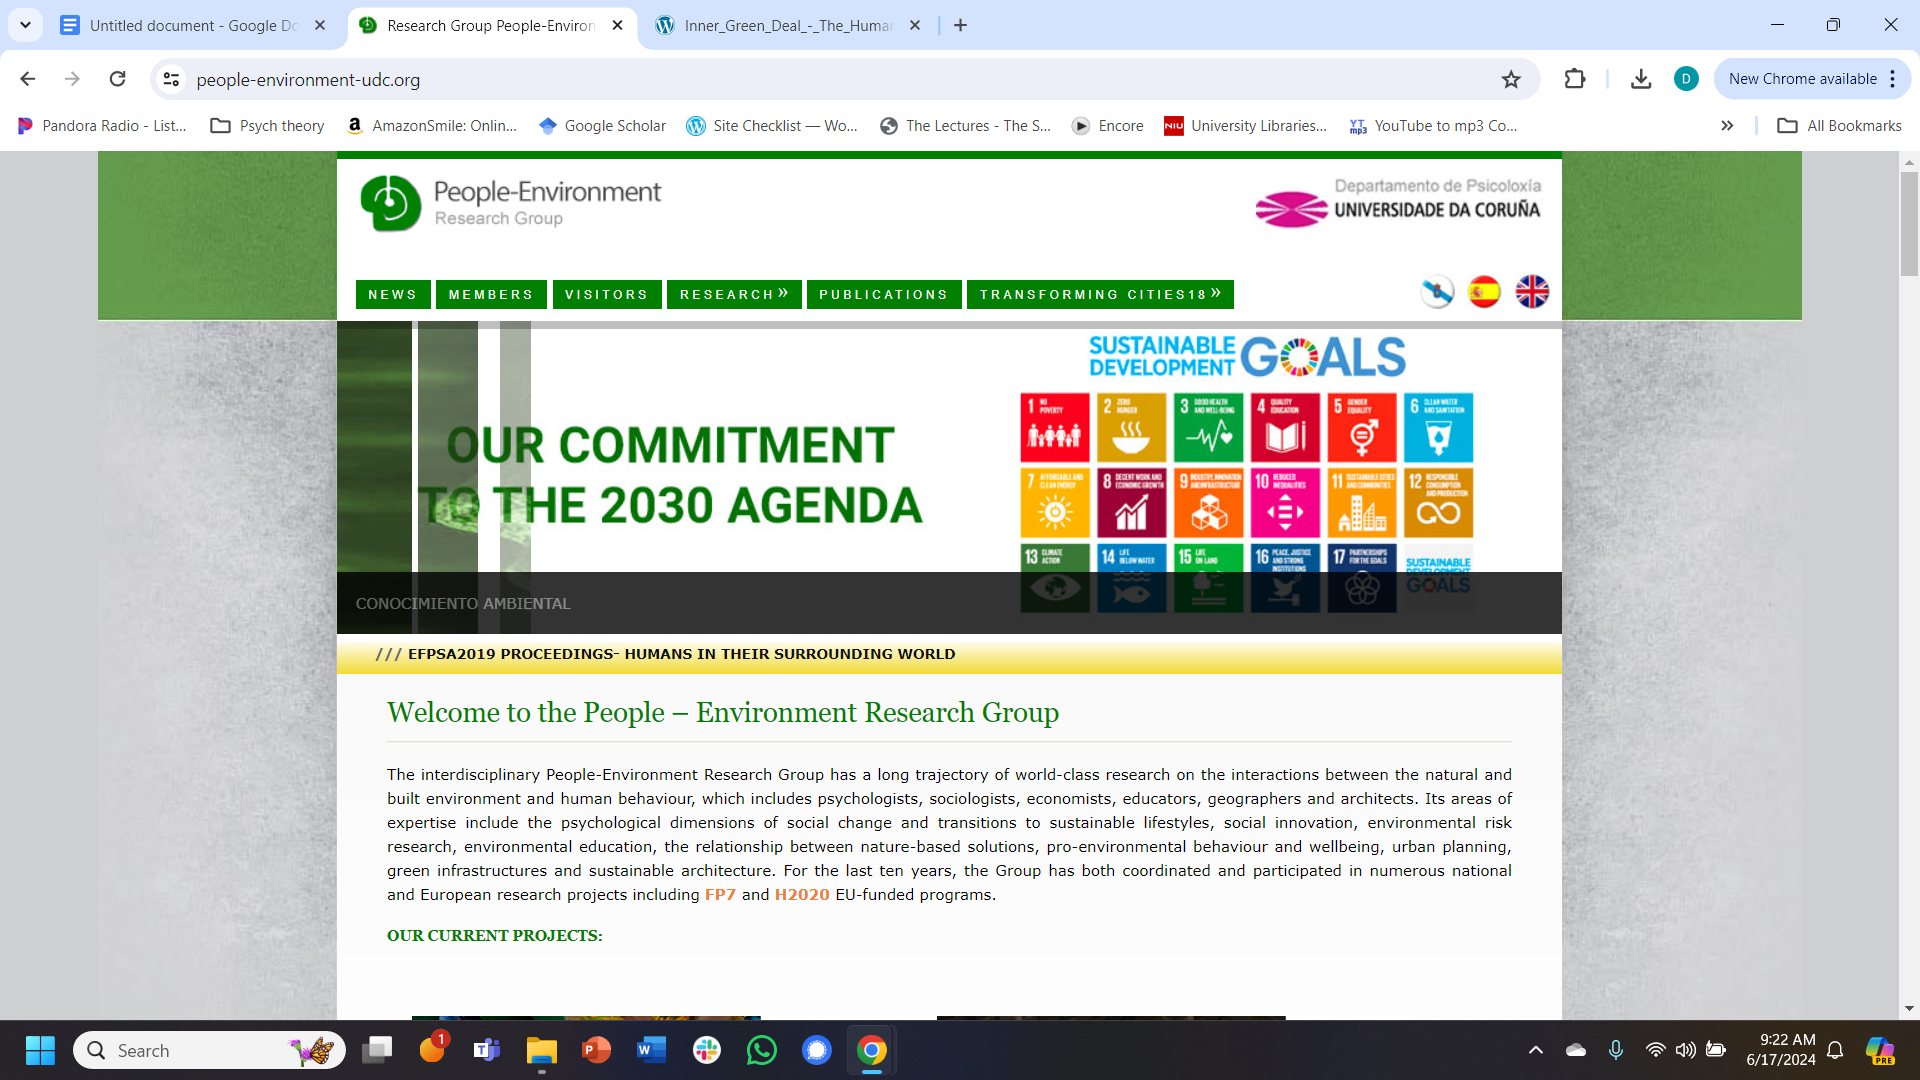 Untitled document - Google Do
Research Group People-Environ
Inner_Green_Deal_-_The_Human
people-environment-udc.org
D
New Chrome available
Pandora Radio - List...
Psych theory
AmazonSmile: Onlin...
Google Scholar
Site Checklist — Wo...
The Lectures - The S...
Encore
NIU
University Libraries...
YT mp3
YouTube to mp3 Co...
All Bookmarks
People-Environment
Research Group
Departamento de Psicoloxía
UNIVERSIDADE DA CORUÑA
NEWS
MEMBERS
VISITORS
RESEARCH »
PUBLICATIONS
TRANSFORMING CITIES18 »
SUSTAINABLE
DEVELOPMENT
GOALS
OUR COMMITMENT
TO THE 2030 AGENDA
1 NO POVERTY
2 ZERO HUNGER
3 GOOD HEALTH AND WELL-BEING
4 QUALITY EDUCATION
5 GENDER EQUALITY
6 CLEAN WATER AND SANITATION
7 AFFORDABLE AND CLEAN ENERGY
8 DECENT WORK AND ECONOMIC GROWTH
9 INDUSTRY, INNOVATION AND INFRASTRUCTURE
10 REDUCED INEQUALITIES
11 SUSTAINABLE CITIES AND COMMUNITIES
12 RESPONSIBLE CONSUMPTION AND PRODUCTION
13 CLIMATE ACTION
14 LIFE BELOW WATER
15 LIFE ON LAND
16 PEACE, JUSTICE AND STRONG INSTITUTIONS
17 PARTNERSHIPS FOR THE GOALS
SUSTAINABLE
DEVELOPMENT
GOALS
CONOCIMIENTO AMBIENTAL
/// EFPSA2019 PROCEEDINGS- HUMANS IN THEIR SURROUNDING WORLD
Welcome to the People – Environment Research Group
The interdisciplinary People-Environment Research Group has a long trajectory of world-class research on the interactions between the natural and
built environment and human behaviour, which includes psychologists, sociologists, economists, educators, geographers and architects. Its areas of
expertise include the psychological dimensions of social change and transitions to sustainable lifestyles, social innovation, environmental risk
research, environmental education, the relationship between nature-based solutions, pro-environmental behaviour and wellbeing, urban planning,
green infrastructures and sustainable architecture. For the last ten years, the Group has both coordinated and participated in numerous national
and European research projects including FP7 and H2020 EU-funded programs.
OUR CURRENT PROJECTS:
Search
1
9:22 AM
6/17/2024
PRE